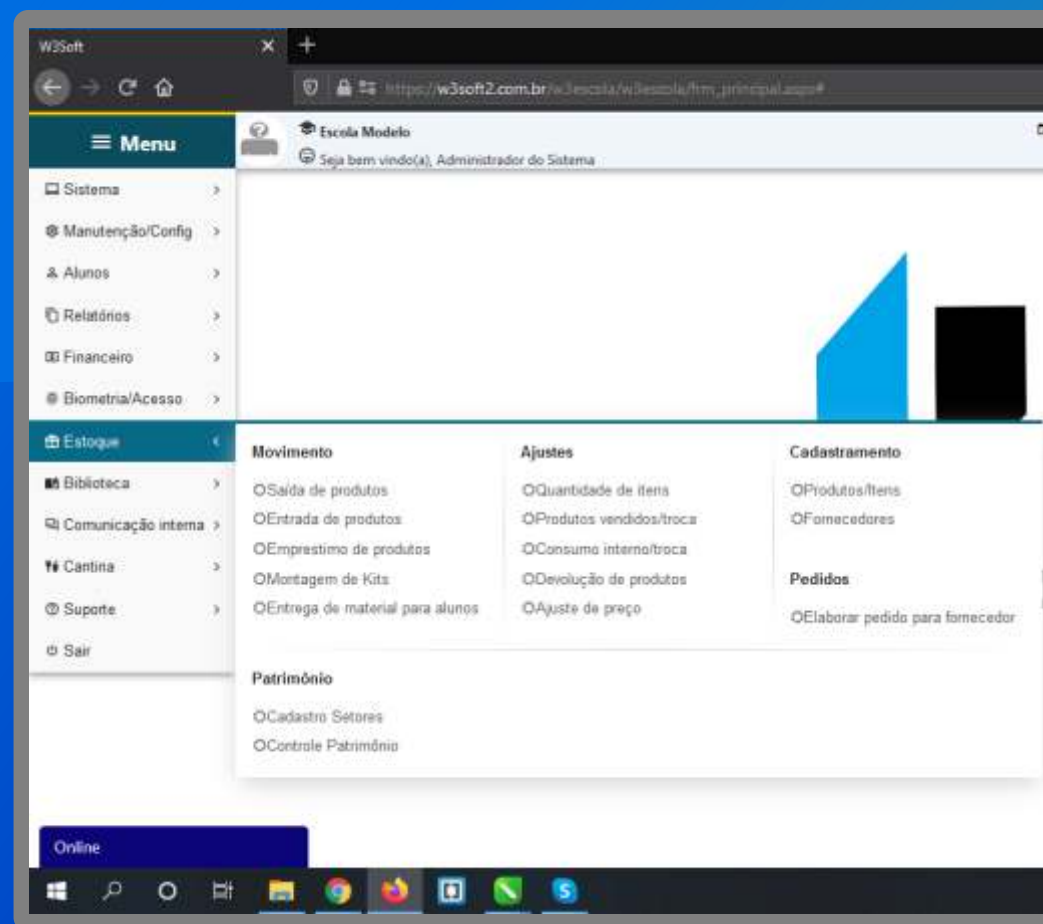 W3Soft
https://w3soft2.com.br/w3escola/w3escola/frm_principal.aspx#
Menu
Escola Modelo
Seja bem vindo(a), Administrador do Sistema
Sistema
Manutenção/Config
Alunos
Relatórios
Financeiro
Biometria/Acesso
Estoque
Biblioteca
Comunicação interna
Cantina
Suporte
Sair
Movimento
Saída de produtos
Entrada de produtos
Emprestimo de produtos
Montagem de Kits
Entrega de material para alunos
Ajustes
Quantidade de itens
Produtos vendidos/troca
Consumo interno/troca
Devolução de produtos
Ajuste de preço
Cadastramento
Produtos/Itens
Fornecedores
Pedidos
Elaborar pedido para fornecedor
Patrimônio
Cadastro Setores
Controle Patrimônio
Online